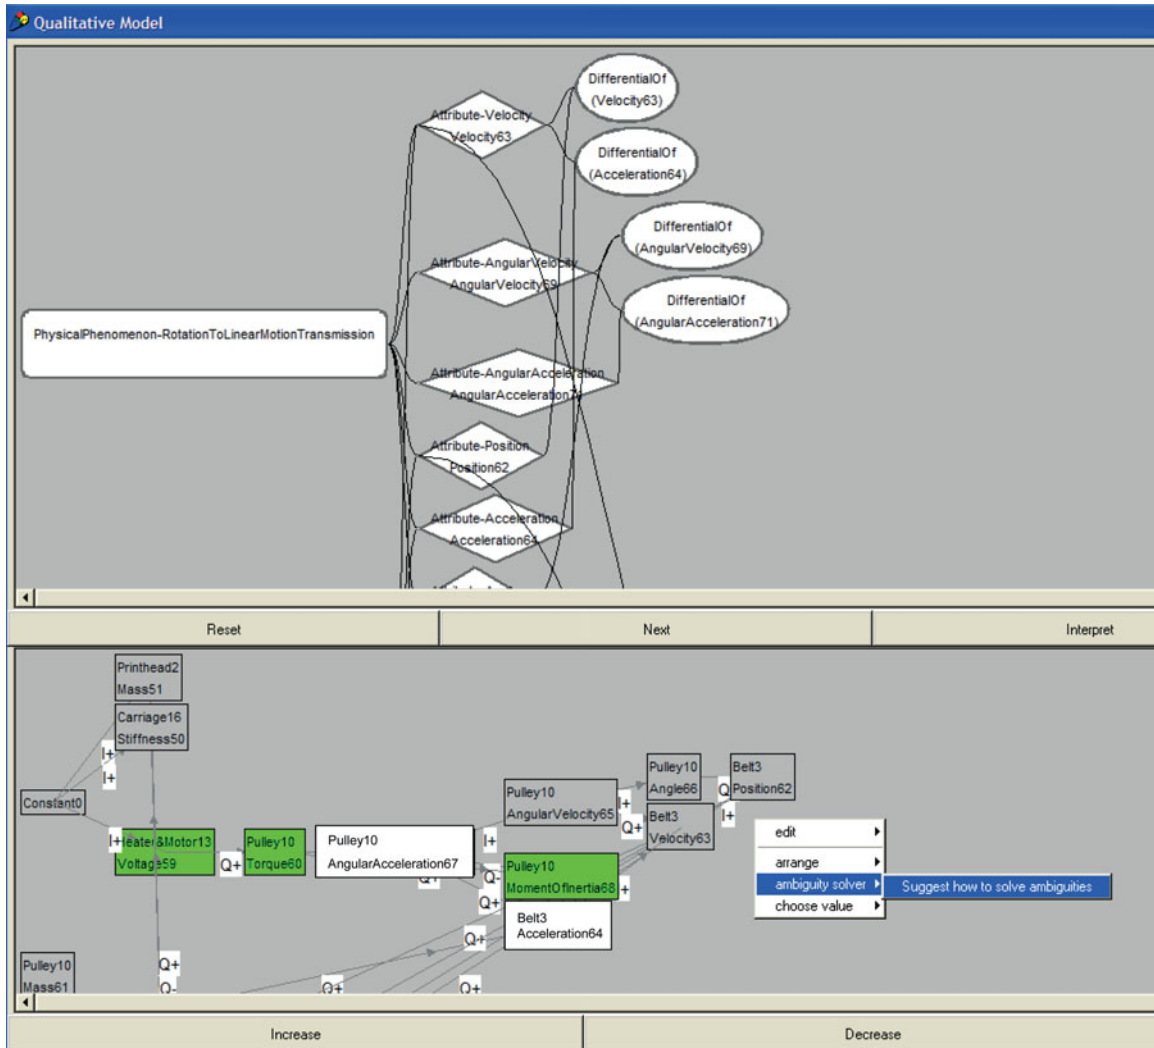 Qualitative Model
DifferentialOf
(Velocity63)
Attribute-Velocity
Velocity63
DifferentialOf
(Acceleration64)
DifferentialOf
(AngularVelocity69)
Attribute-AngularVelocity
AngularVelocity69
DifferentialOf
(AngularAcceleration71)
PhysicalPhenomenon-RotationToLinearMotionTransmission
Attribute-AngularAcceleration
AngularAcceleration71
Attribute-Position
Position62
Attribute-Acceleration
Acceleration64
Reset
Next
Interpret
Printhead2
Mass51
Carriage16
Stiffness50
I+
I+
Constant0
I+
Heater&Motor13
Voltage59
Q+
Pulley10
Torque60
Pulley10
AngularAcceleration67
Q+
I+
Q-
Q+
Pulley10
AngularVelocity65
I+
Q+
Pulley10
Angle66
Q
Belt3
Position62
I+
Belt3
Velocity63
Pulley10
MomentOfInertia68
+
Belt3
Acceleration64
Q+
edit
arrange
ambiguity solver
Suggest how to solve ambiguities
choose value
Pulley10
Mass61
Q+
Q-
Q+
Q+
Increase
Decrease